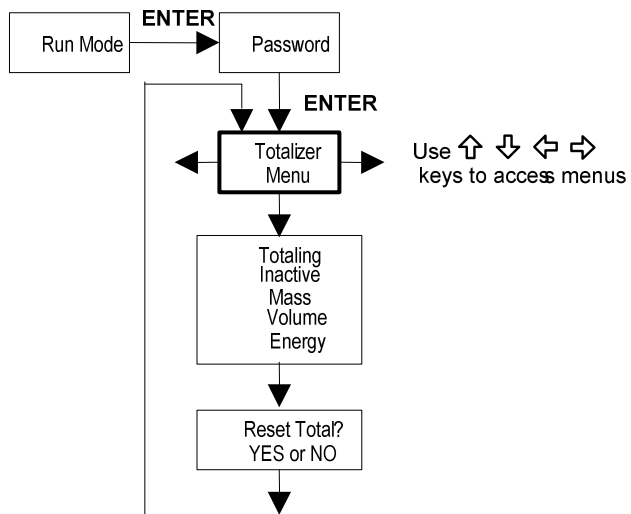 ENTER
Run Mode
Password
ENTER
Totalizer
Menu
Use ⇧ ⇩ ⇦ ⇨
keys to access menus
Totaling
Inactive
Mass
Volume
Energy
Reset Total?
YES or NO